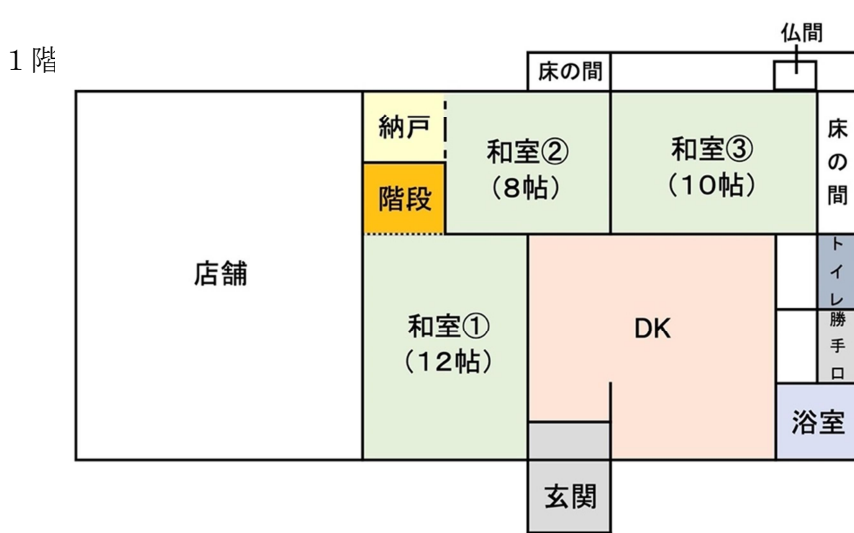 仏間
1階
床の間
納戸
和室②
(8帖)
和室③
(10帖)
床の間
階段
店舗
トイレ
和室①
(12帖)
DK
勝手口
浴室
玄関